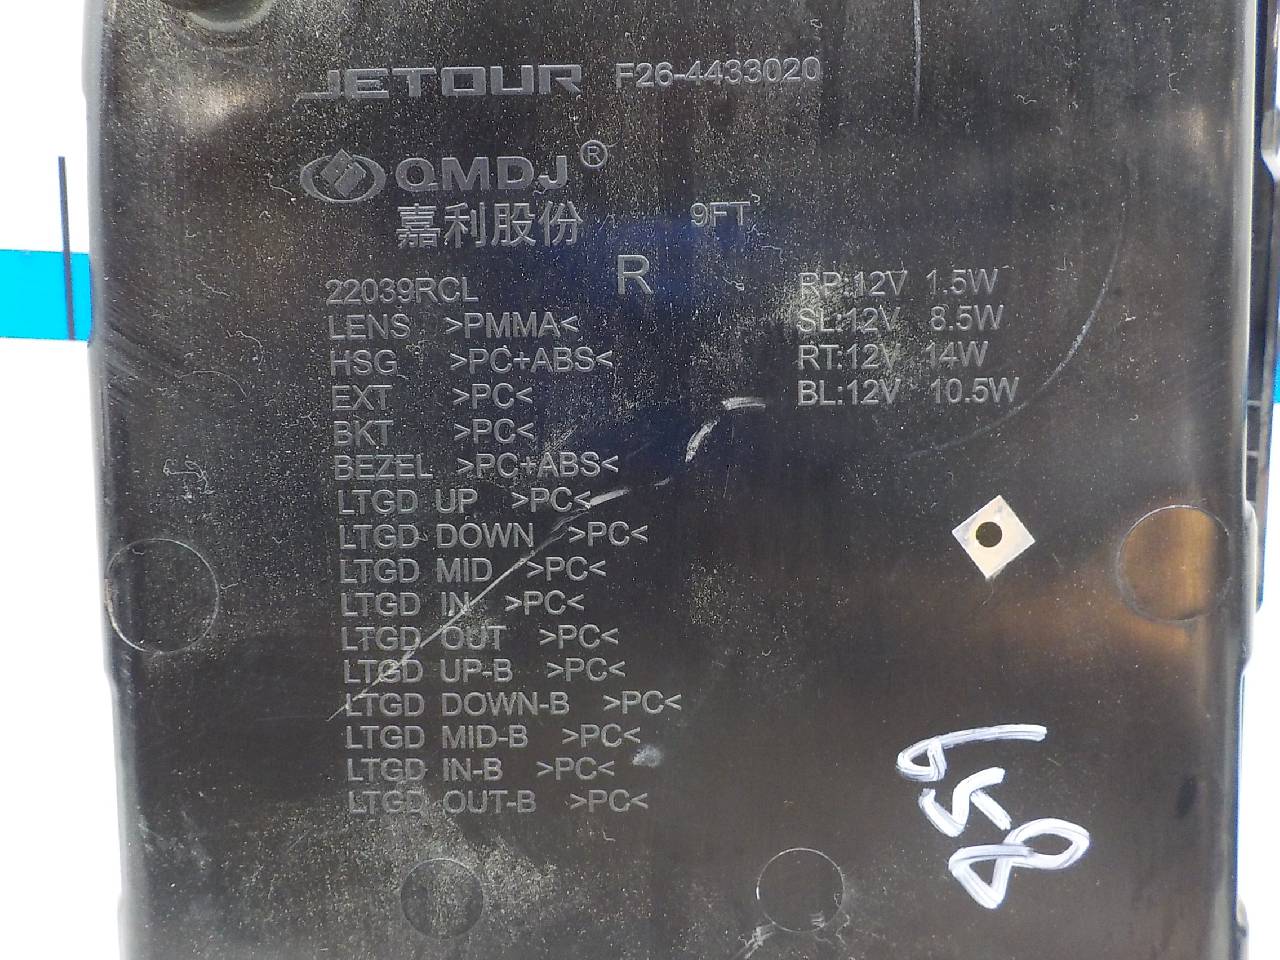 JETOUR F26-4433020
QMDJ®
嘉利股份 9FT
R
22039RCL RP:12V 1.5W
LENS >PMMA< SL:12V 8.5W
HSG >PC+ABS< RT:12V 14W
EXT >PC< BL:12V 10.5W
BKT >PC<
BEZEL >PC+ABS<
LTGD UP >PC<
LTGD DOWN >PC<
LTGD MID >PC<
LTGD IN >PC<
LTGD OUT >PC<
LTGD UP-B >PC<
LTGD DOWN-B >PC<
LTGD MID-B >PC<
LTGD IN-B >PC<
LTGD OUT-B >PC<
958